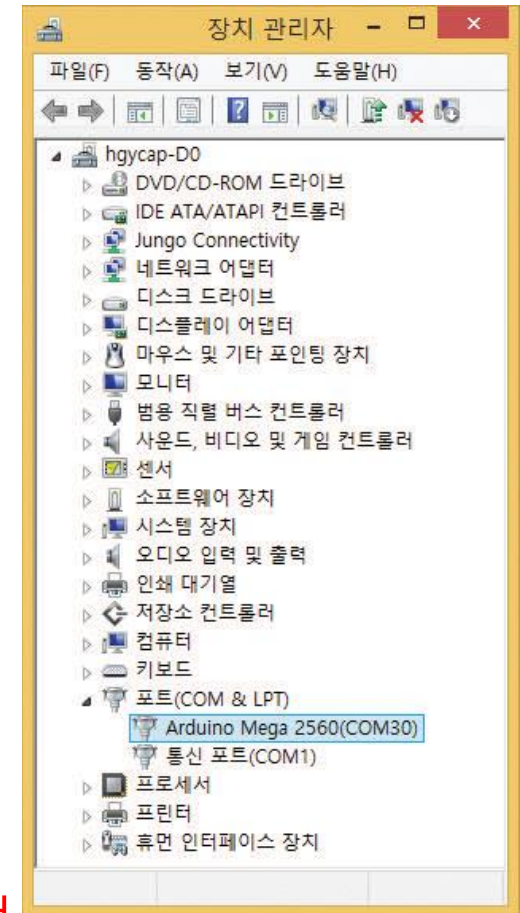 장치 관리자
파일(F) 동작(A) 보기(V) 도움말(H)
hgycap-D0
DVD/CD-ROM 드라이브
IDE ATA/ATAPI 컨트롤러
Jungo Connectivity
네트워크 어댑터
디스크 드라이브
디스플레이 어댑터
마우스 및 기타 포인팅 장치
모니터
범용 직렬 버스 컨트롤러
사운드, 비디오 및 게임 컨트롤러
센서
소프트웨어 장치
시스템 장치
오디오 입력 및 출력
인쇄 대기열
저장소 컨트롤러
컴퓨터
키보드
포트(COM & LPT)
Arduino Mega 2560(COM30)
통신 포트(COM1)
프로세서
프린터
휴먼 인터페이스 장치